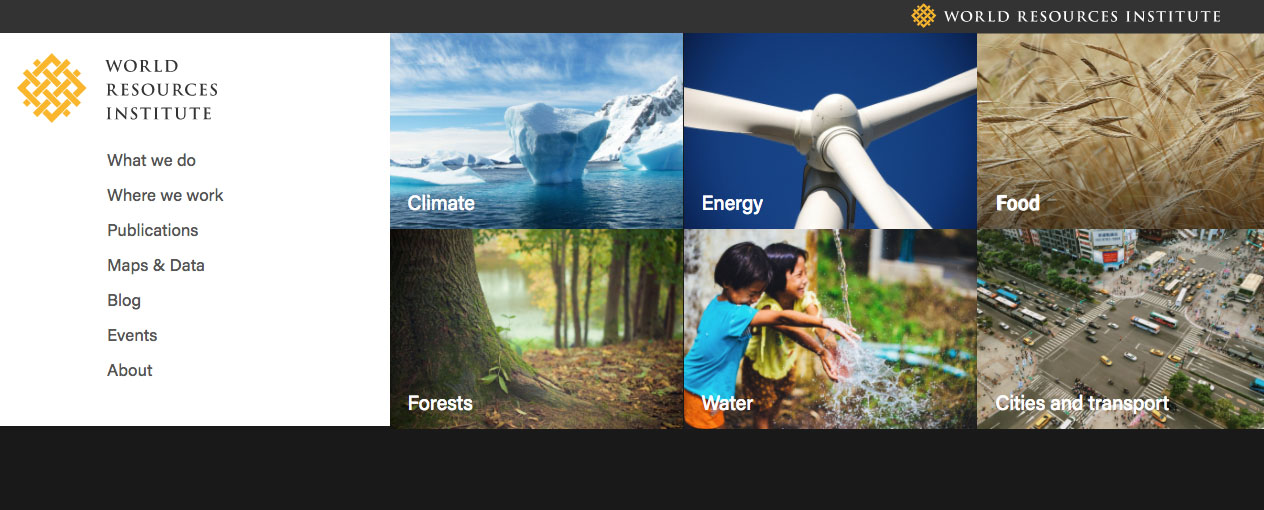 WORLD RESOURCES INSTITUTE
WORLD
RESOURCES
INSTITUTE
What we do
Where we work
Publications
Maps & Data
Blog
Events
About
Climate
Energy
Food
Forests
Water
Cities and transport